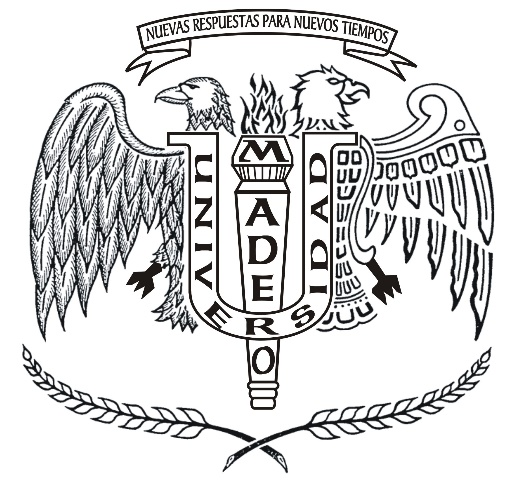 NUEVAS RESPUESTAS PARA NUEVOS TIEMPOS
UNIVERSIDAD
MADERO